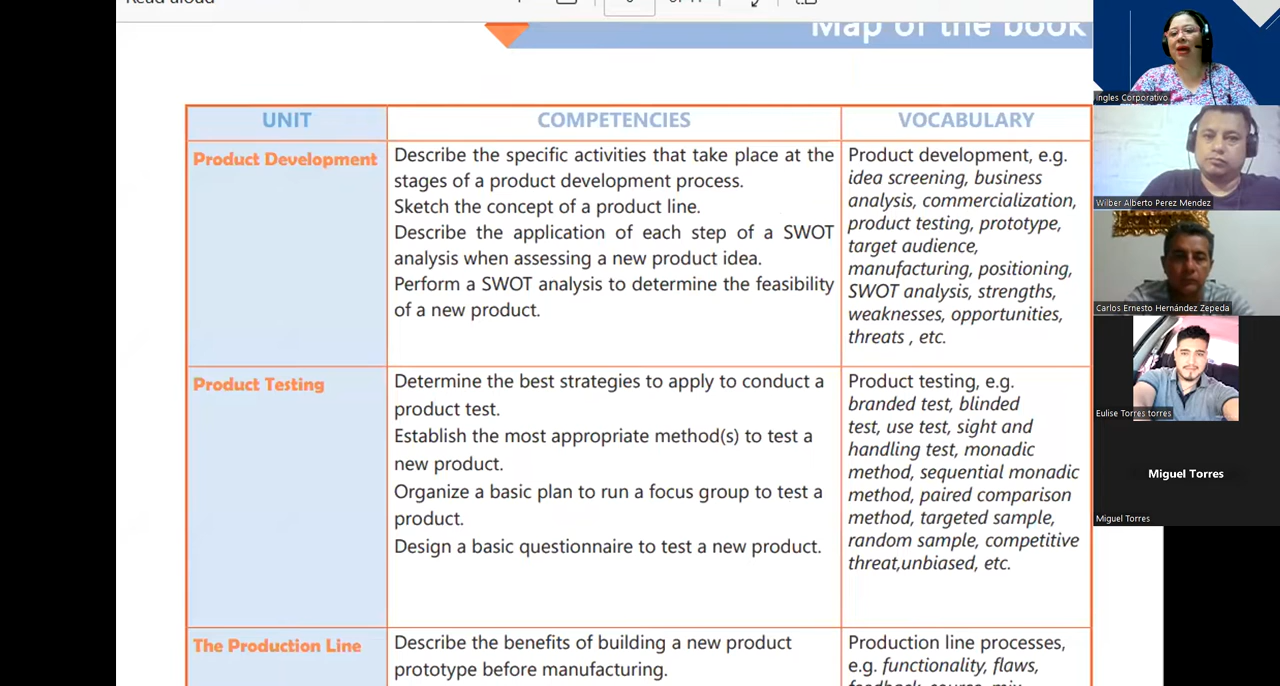 Read aloud
Map of the book
UNIT
COMPETENCIES
VOCABULARY
Product Development
Describe the specific activities that take place at the
stages of a product development process.
Sketch the concept of a product line.
Describe the application of each step of a SWOT
analysis when assessing a new product idea.
Perform a SWOT analysis to determine the feasibility
of a new product.
Product development, e.g.
idea screening, business
analysis, commercialization,
product testing, prototype,
target audience,
manufacturing, positioning,
SWOT analysis, strengths,
weaknesses, opportunities,
threats , etc.
Product Testing
Determine the best strategies to apply to conduct a
product test.
Establish the most appropriate method(s) to test a
new product.
Organize a basic plan to run a focus group to test a
product.
Design a basic questionnaire to test a new product.
Product testing, e.g.
branded test, blinded
test, use test, sight and
handling test, monadic
method, sequential monadic
method, paired comparison
method, targeted sample,
random sample, competitive
threat,unbiased, etc.
The Production Line
Describe the benefits of building a new product
prototype before manufacturing.
Production line processes,
e.g. functionality, flaws,
feedback, source, mix,
Ingles Corporativo
Wilber Alberto Perez Mendez
Carlos Ernesto Hernández Zepeda
Eulise Torres torres
Miguel Torres
Miguel Torres